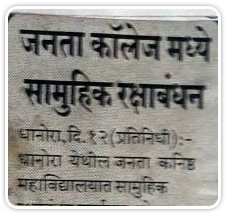 जनता कॉलेज मध्ये
सामुहिक रक्षाबंधन
धानोरा,दि.१२(प्रतिनिधी):-
धानोरा येथील जनता कनिष्ठ
महाविद्यालयात सामुहिक